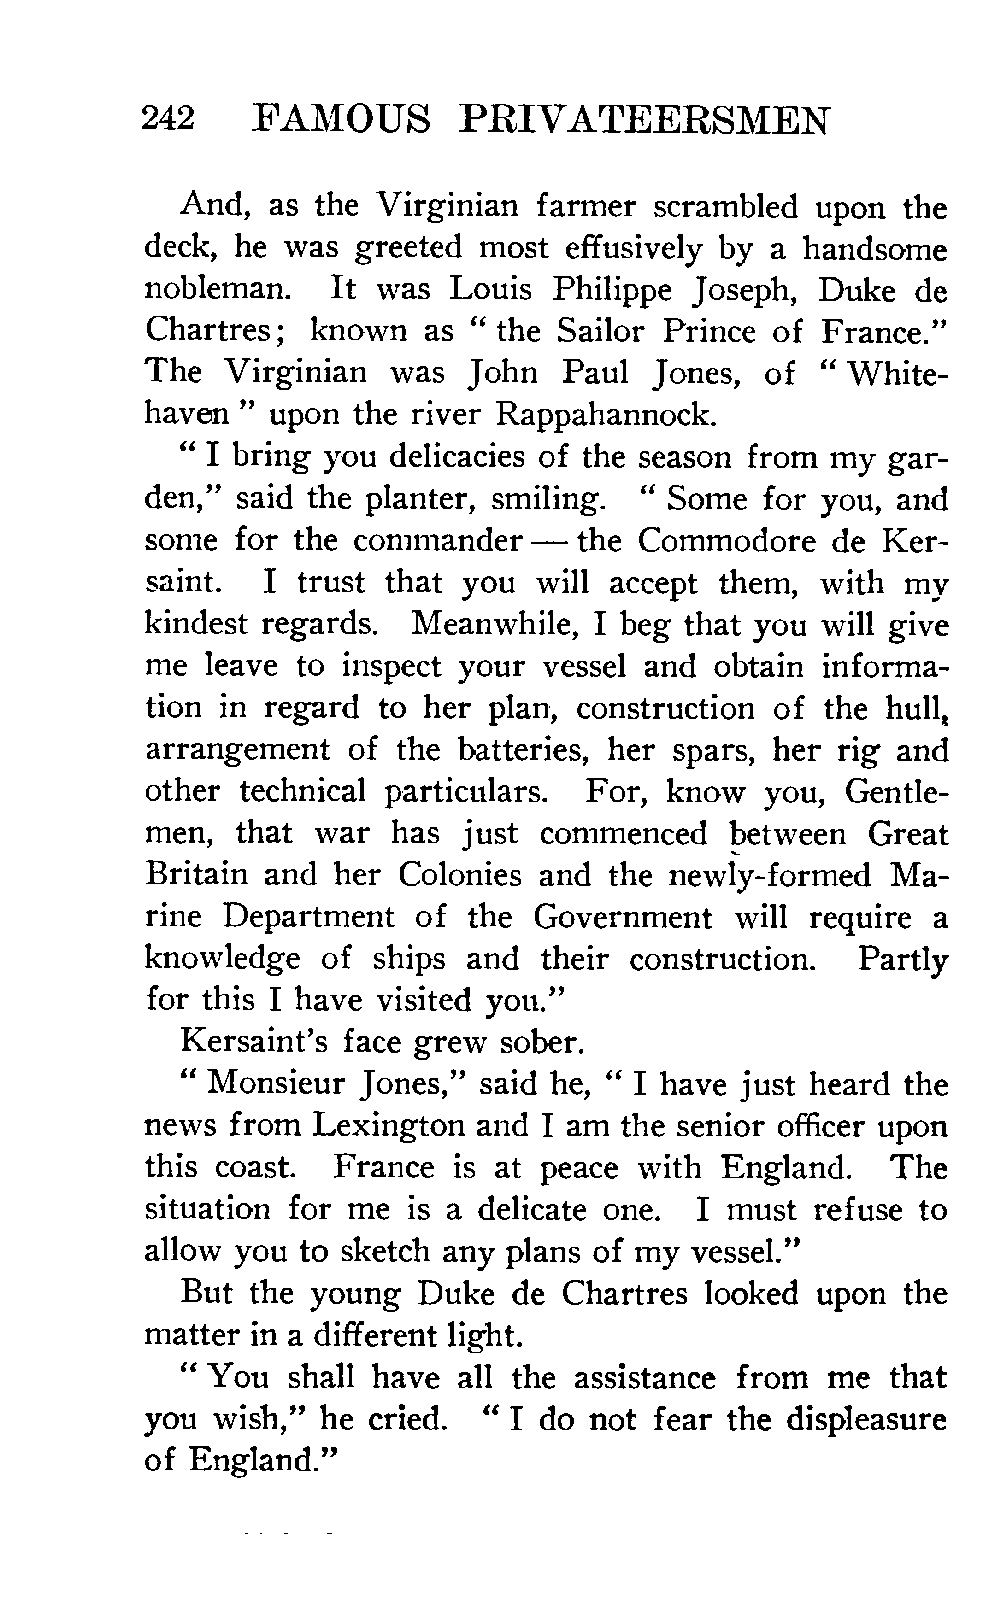 242 FAMOUS PRIVATEERSMEN
And, as the Virginian farmer scrambled upon the
deck, he was greeted most effusively by a handsome
nobleman. It was Louis Philippe Joseph, Duke de
Chartres; known as “ the Sailor Prince of France.”
The Virginian was John Paul Jones, of “ White-
haven ” upon the river Rappahannock.
“ I bring you delicacies of the season from my gar-
den,” said the planter, smiling. “ Some for you, and
some for the commander — the Commodore de Ker-
saint. I trust that you will accept them, with my
kindest regards. Meanwhile, I beg that you will give
me leave to inspect your vessel and obtain informa-
tion in regard to her plan, construction of the hull,
arrangement of the batteries, her spars, her rig and
other technical particulars. For, know you, Gentle-
men, that war has just commenced between Great
Britain and her Colonies and the newly-formed Ma-
rine Department of the Government will require a
knowledge of ships and their construction. Partly
for this I have visited you.”
Kersaint's face grew sober.
“ Monsieur Jones,” said he, “ I have just heard the
news from Lexington and I am the senior officer upon
this coast. France is at peace with England. The
situation for me is a delicate one. I must refuse to
allow you to sketch any plans of my vessel.”
But the young Duke de Chartres looked upon the
matter in a different light.
“ You shall have all the assistance from me that
you wish,” he cried. “ I do not fear the displeasure
of England.”